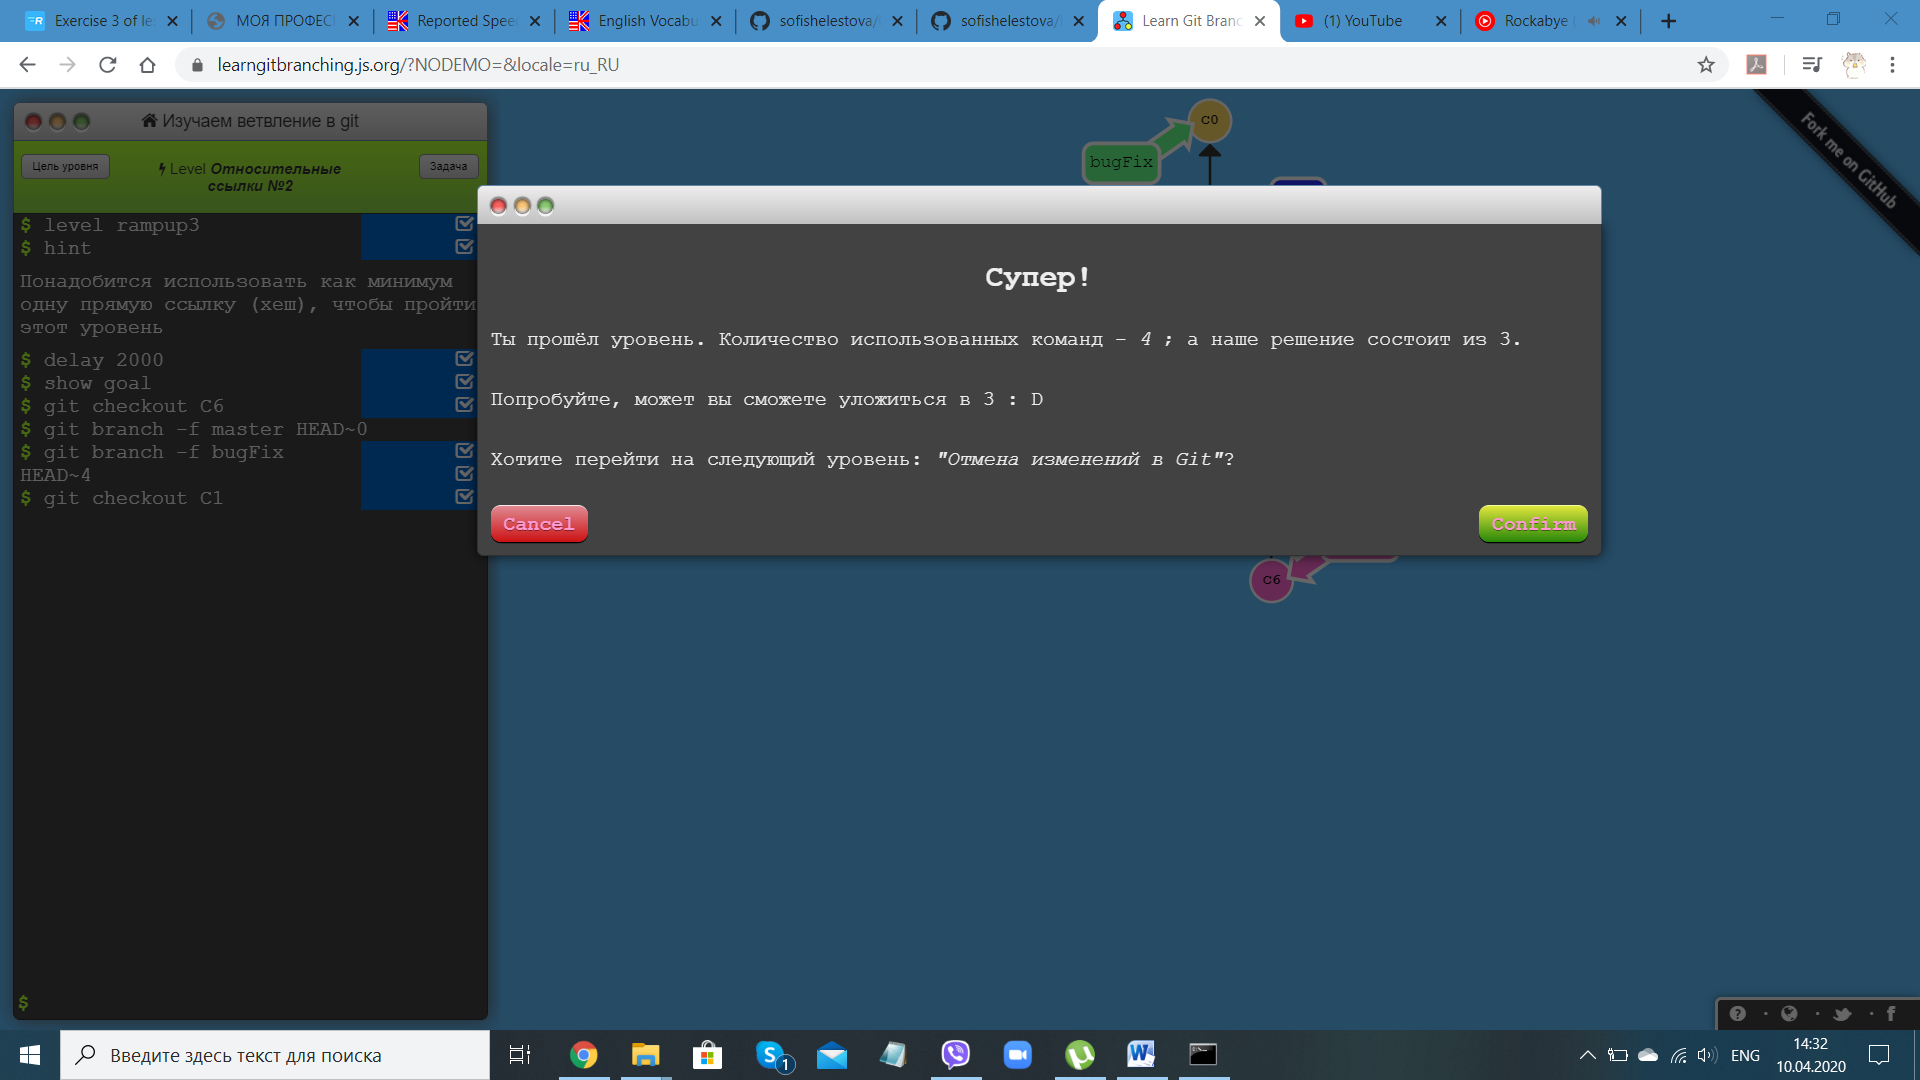 Exercise 3 of le
МОЯ ПРОФЕС
Reported Spee
English Vocabu
sofishelestova/
sofishelestova/
Learn Git Branc
(1) YouTube
Rockabye
learngitbranching.js.org/?NODEMO=&locale=ru_RU
Изучаем ветвление в git
Цель уровня
Level Относительные
ссылки №2
Задача
$ level rampup3
$ hint
Понадобится использовать как минимум
одну прямую ссылку (хеш), чтобы пройти
этот уровень
$ delay 2000
$ show goal
$ git checkout C6
$ git branch -f master HEAD~0
$ git branch -f bugFix
HEAD~4
$ git checkout C1
$
C0
bugFix
Fork me on GitHub
Супер!
Ты прошёл уровень. Количество использованных команд - 4 ; а наше решение состоит из 3.
Попробуйте, может вы сможете уложиться в 3 : D
Хотите перейти на следующий уровень: "Отмена изменений в Git"?
Cancel
Confirm
C6
Введите здесь текст для поиска
1
ENG
14:32
10.04.2020